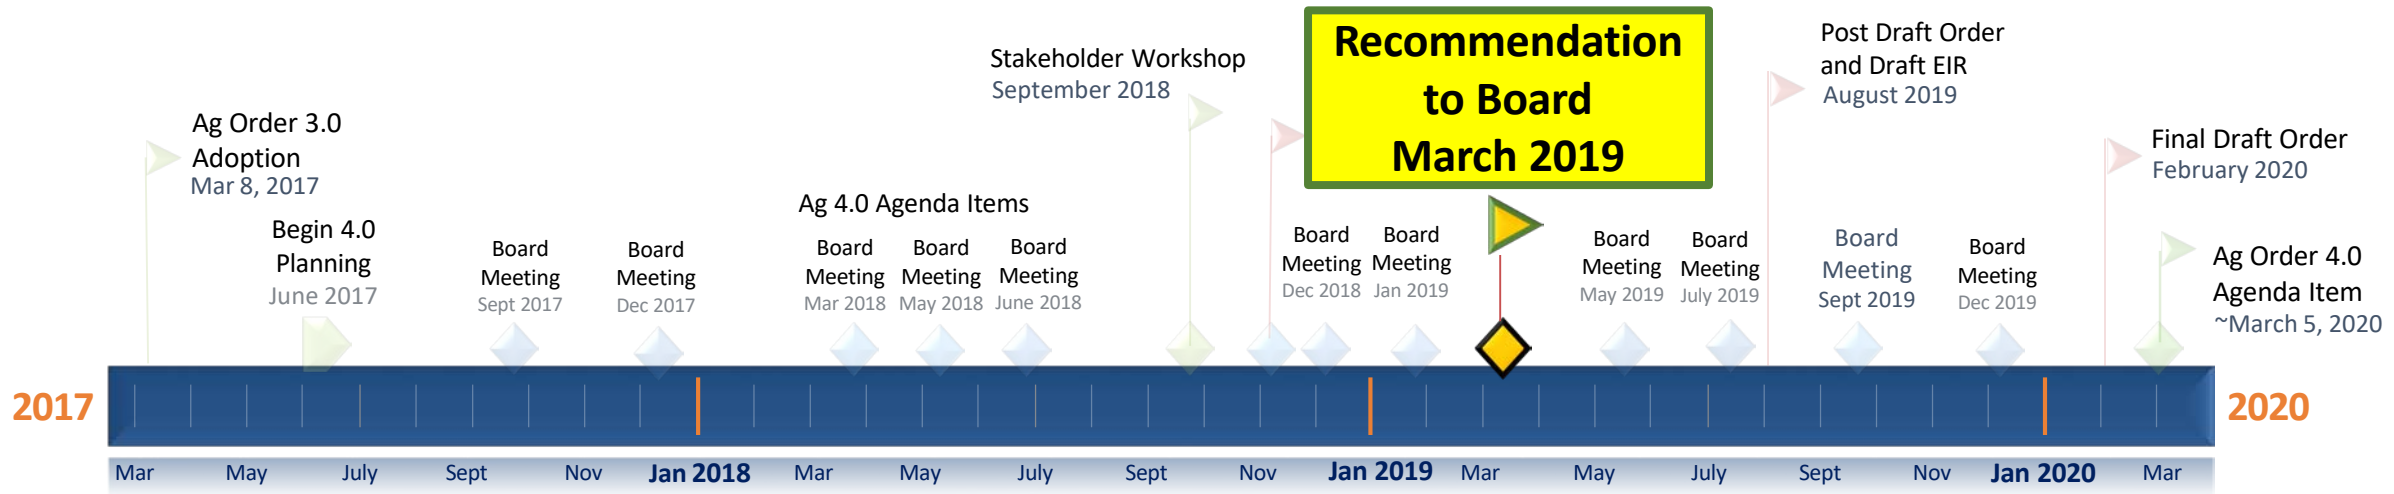 Ag Order 3.0
Adoption
Mar 8, 2017
Begin 4.0
Planning
June 2017
Board
Meeting
Sept 2017
Board
Meeting
Dec 2017
Ag 4.0 Agenda Items
Board
Meeting
Mar 2018
Board
Meeting
May 2018
Board
Meeting
June 2018
Stakeholder Workshop
September 2018
Board
Meeting
Dec 2018
Board
Meeting
Jan 2019
Recommendation
to Board
March 2019
Board
Meeting
May 2019
Board
Meeting
July 2019
Post Draft Order
and Draft EIR
August 2019
Board
Meeting
Sept 2019
Board
Meeting
Dec 2019
Final Draft Order
February 2020
Ag Order 4.0
Agenda Item
~March 5, 2020
2017
2020
Mar May July Sept Nov Jan 2018 Mar May July Sept Nov Jan 2019 Mar May July Sept Nov Jan 2020 Mar